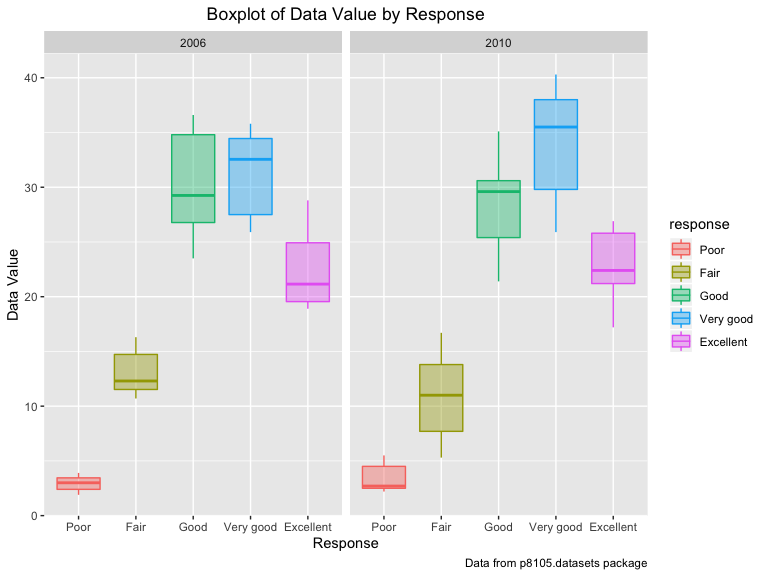 Boxplot of Data Value by Response
2006
2010
Data Value
40
30
20
10
0
Poor
Fair
Good
Very good
Excellent
Poor
Fair
Good
Very good
Excellent
Response
response
Poor
Fair
Good
Very good
Excellent
Data from p8105.datasets package